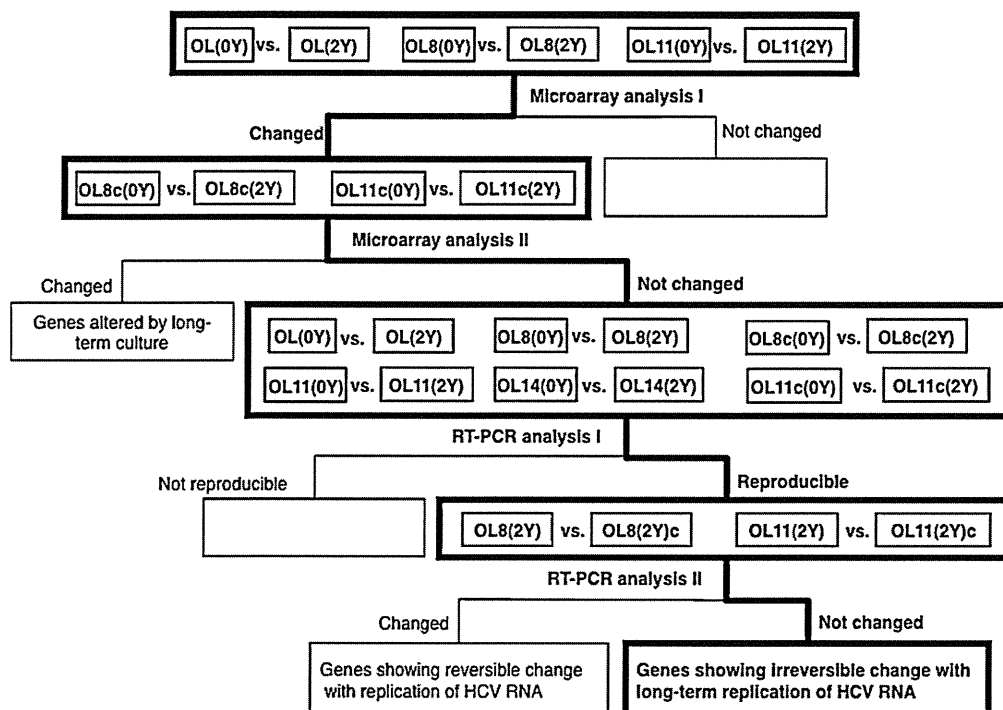 OL(0Y) vs. OL(2Y) OL8(0Y) vs. OL8(2Y) OL11(0Y) vs. OL11(2Y)
Microarray analysis I
Changed
Not changed
OL8c(0Y) vs. OL8c(2Y) OL11c(0Y) vs. OL11c(2Y)
Microarray analysis II
Changed
Not changed
Genes altered by long-
term culture
OL(0Y) vs. OL(2Y) OL8(0Y) vs. OL8(2Y) OL8c(0Y) vs. OL8c(2Y)
OL11(0Y) vs. OL11(2Y) OL14(0Y) vs. OL14(2Y) OL11c(0Y) vs. OL11c(2Y)
RT-PCR analysis I
Not reproducible
Reproducible
OL8(2Y) vs. OL8(2Y)c OL11(2Y) vs. OL11(2Y)c
RT-PCR analysis II
Changed
Not changed
Genes showing reversible change
with replication of HCV RNA
Genes showing irreversible change with
long-term replication of HCV RNA